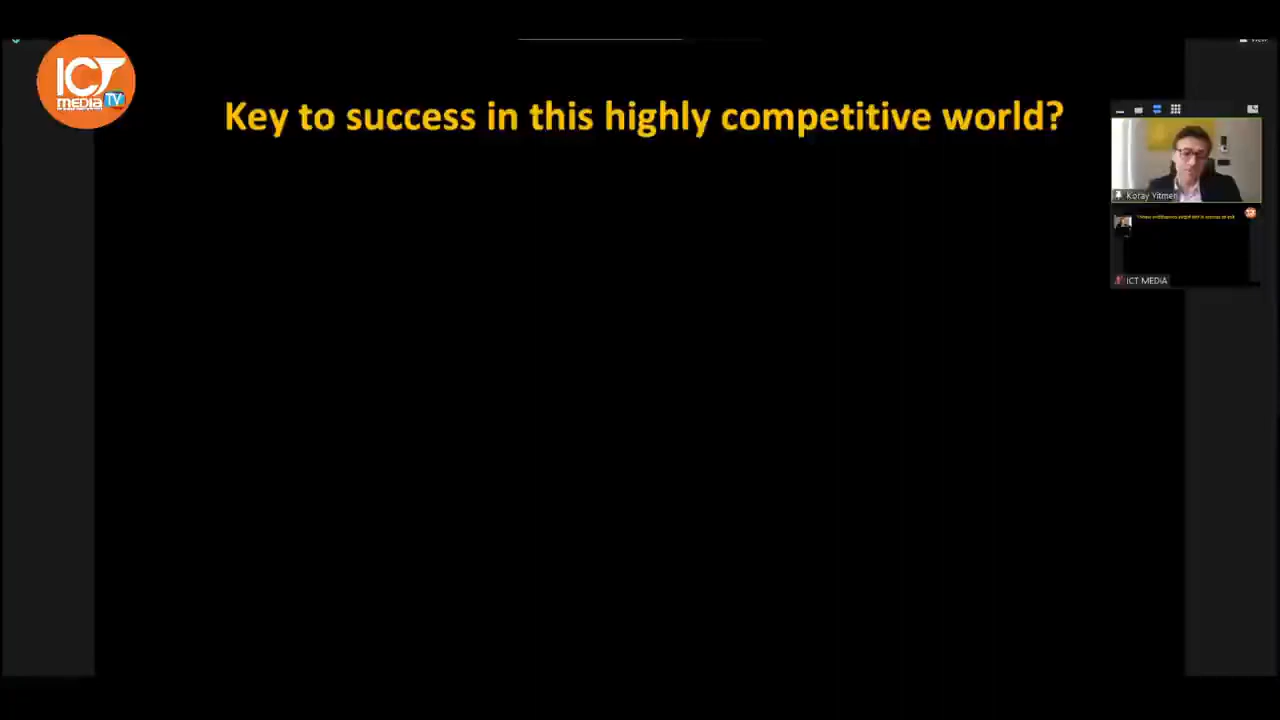 ICT
MEDIA TV
Key to success in this highly competitive world?
Koray Yitmen
ICT MEDIA